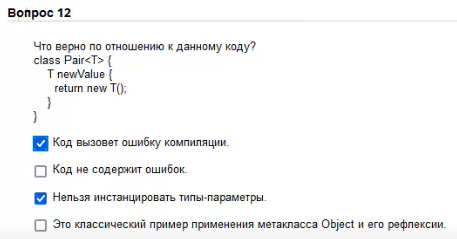 Вопрос 12
Что верно по отношению к данному коду?
class Pair<T> {
T newValue {
return new T();
}
}
Код вызовет ошибку компиляции.
Код не содержит ошибок.
Нельзя инстанцировать типы-параметры.
Это классический пример применения метакласса Object и его рефлексии.